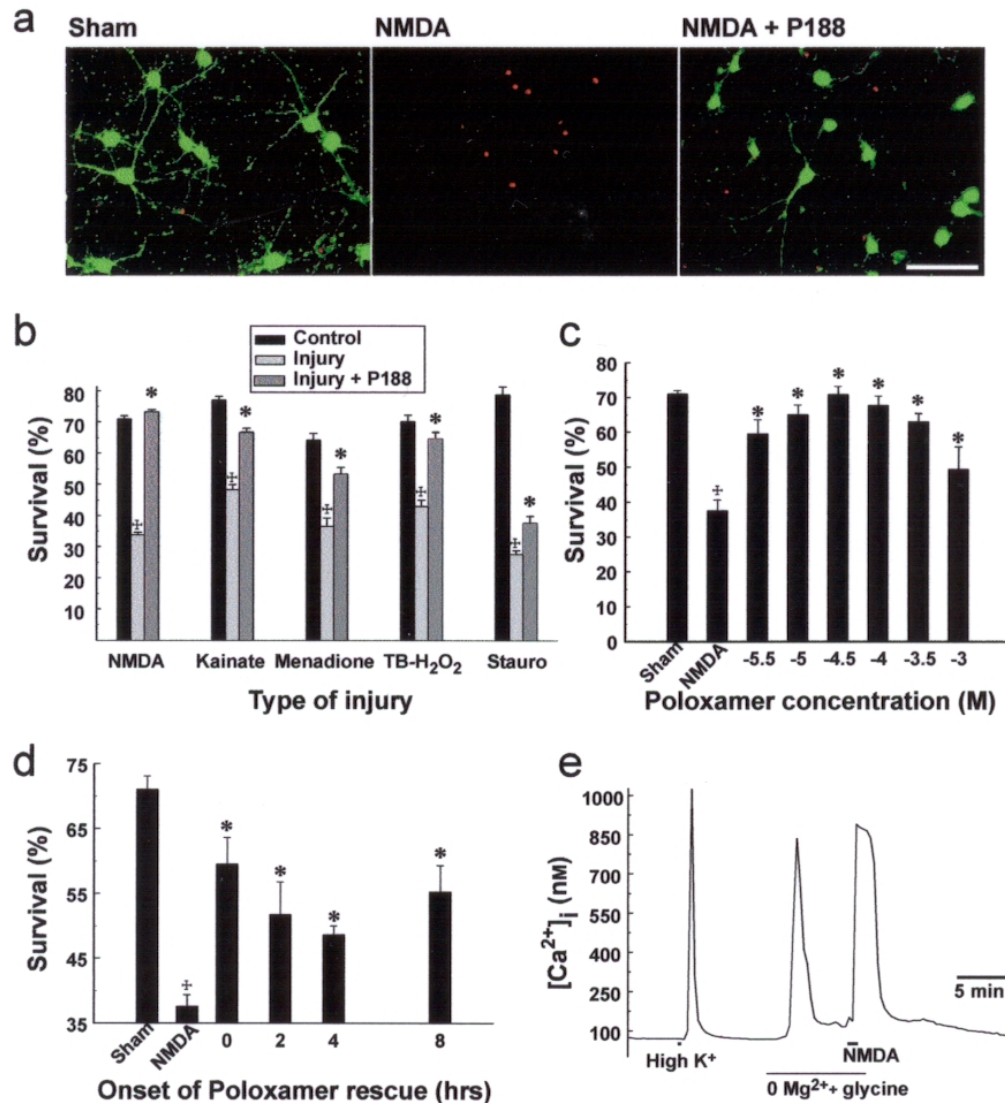 a
Sham NMDA NMDA + P188
b
Control
Injury
Injury + P188
Survival (%)
80
70
60
50
40
30
20
10
* * * * *
‡ ‡ ‡ ‡ ‡
NMDA Kainate Menadione TB-H₂O₂ Stauro
Type of injury
c
Survival (%)
80
70
60
50
40
30
20
10
0
‡ * * * * * *
Sham NMDA -5.5 -5 -4.5 -4 -3.5 -3
Poloxamer concentration (M)
d
Survival (%)
75
65
55
45
35
‡ * * * *
Sham NMDA 0 2 4 8
Onset of Poloxamer rescue (hrs)
e
[Ca²⁺]i (nM)
1000
850
700
550
400
250
100
5 min
High K⁺ NMDA
0 Mg²⁺+ glycine